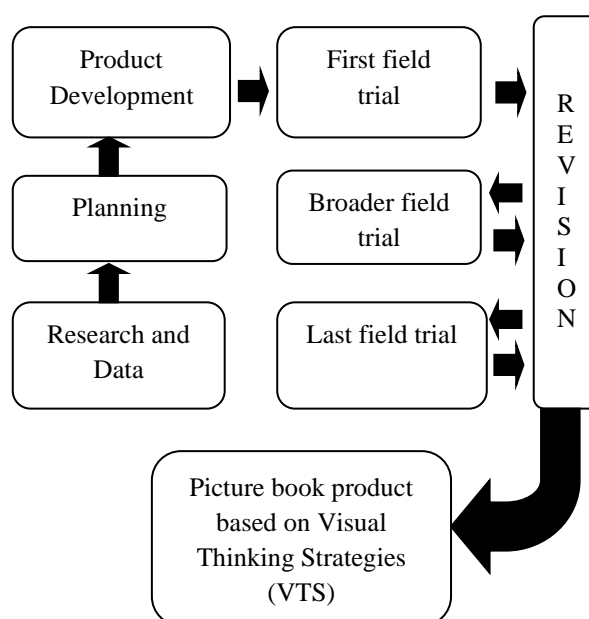 Product
Development
First field
trial
REVISION
Planning
Broader field
trial
Research and
Data
Last field trial
Picture book product
based on Visual
Thinking Strategies
(VTS)